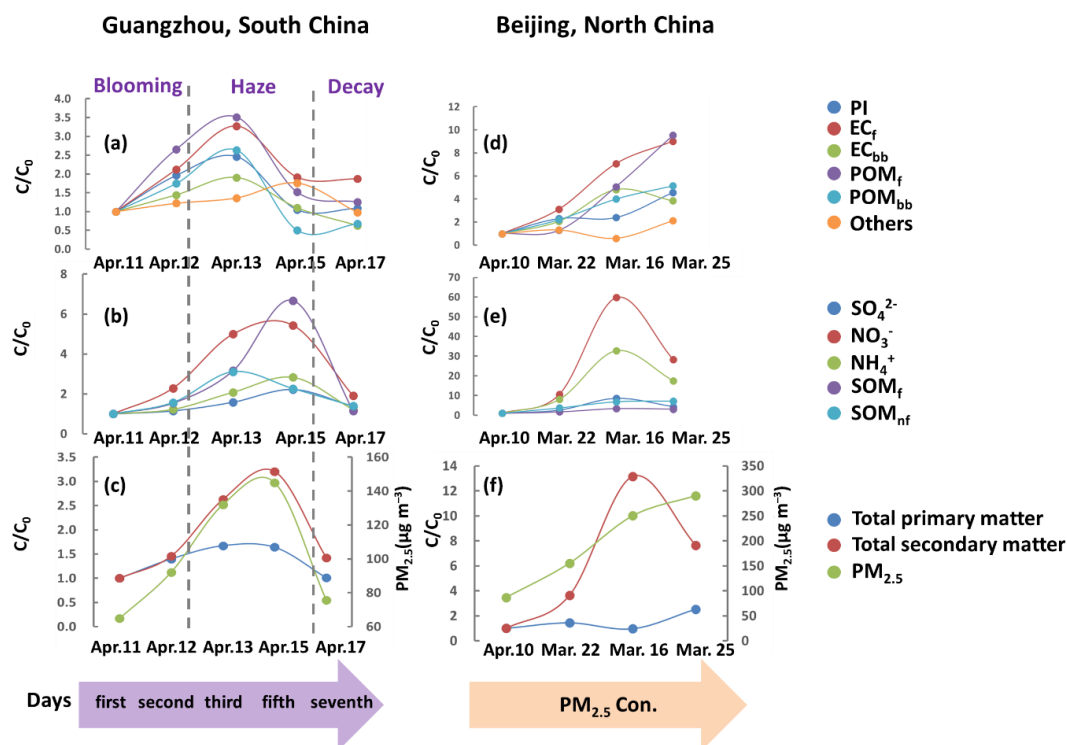 Guangzhou, South China
Beijing, North China
Blooming Haze Decay
(a)
C/C0
4.0
3.5
3.0
2.5
2.0
1.5
1.0
0.5
0.0
Apr.11 Apr.12 Apr.13 Apr.15 Apr.17
(d)
C/C0
12
10
8
6
4
2
0
Apr.10 Mar. 22 Mar. 16 Mar. 25
PI
ECf
ECbb
POMf
POMbb
Others
(b)
C/C0
8
6
4
2
0
Apr.11 Apr.12 Apr.13 Apr.15 Apr.17
(e)
C/C0
70
60
50
40
30
20
10
0
Apr.10 Mar. 22 Mar. 16 Mar. 25
SO42-
NO3-
NH4+
SOMf
SOMnf
(c)
C/C0
3.5
3.0
2.5
2.0
1.5
1.0
0.5
0.0
160
140
120
100
80
60
PM2.5(µg m−3)
Apr.11 Apr.12 Apr.13 Apr.15 Apr.17
(f)
C/C0
14
12
10
8
6
4
2
0
350
300
250
200
150
100
50
0
PM2.5(µg m−3)
Apr.10 Mar. 22 Mar. 16 Mar. 25
Total primary matter
Total secondary matter
PM2.5
Days first second third fifth seventh
PM2.5 Con.